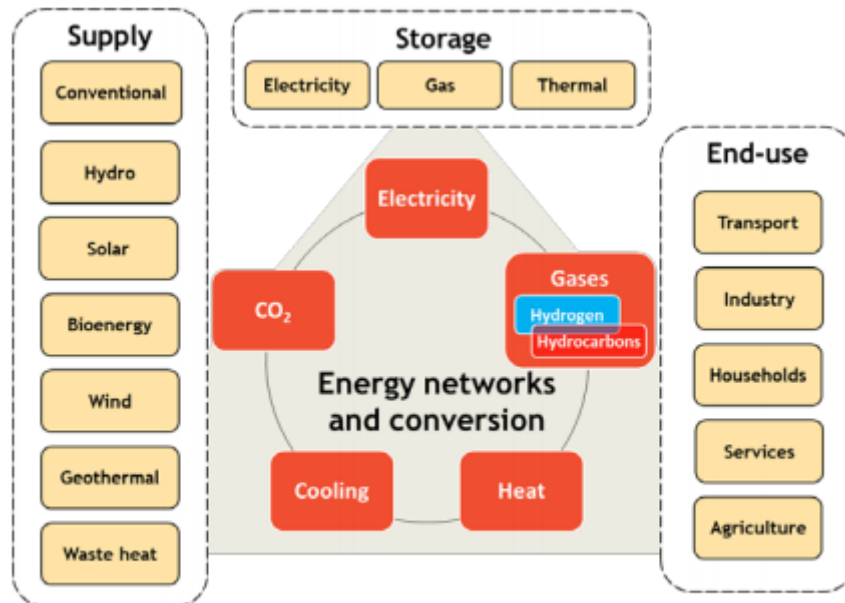 Supply
Conventional
Hydro
Solar
Bioenergy
Wind
Geothermal
Waste heat
Storage
Electricity
Gas
Thermal
Electricity
Gases
Hydrogen
Hydrocarbons
CO₂
Energy networks
and conversion
Cooling
Heat
End-use
Transport
Industry
Households
Services
Agriculture